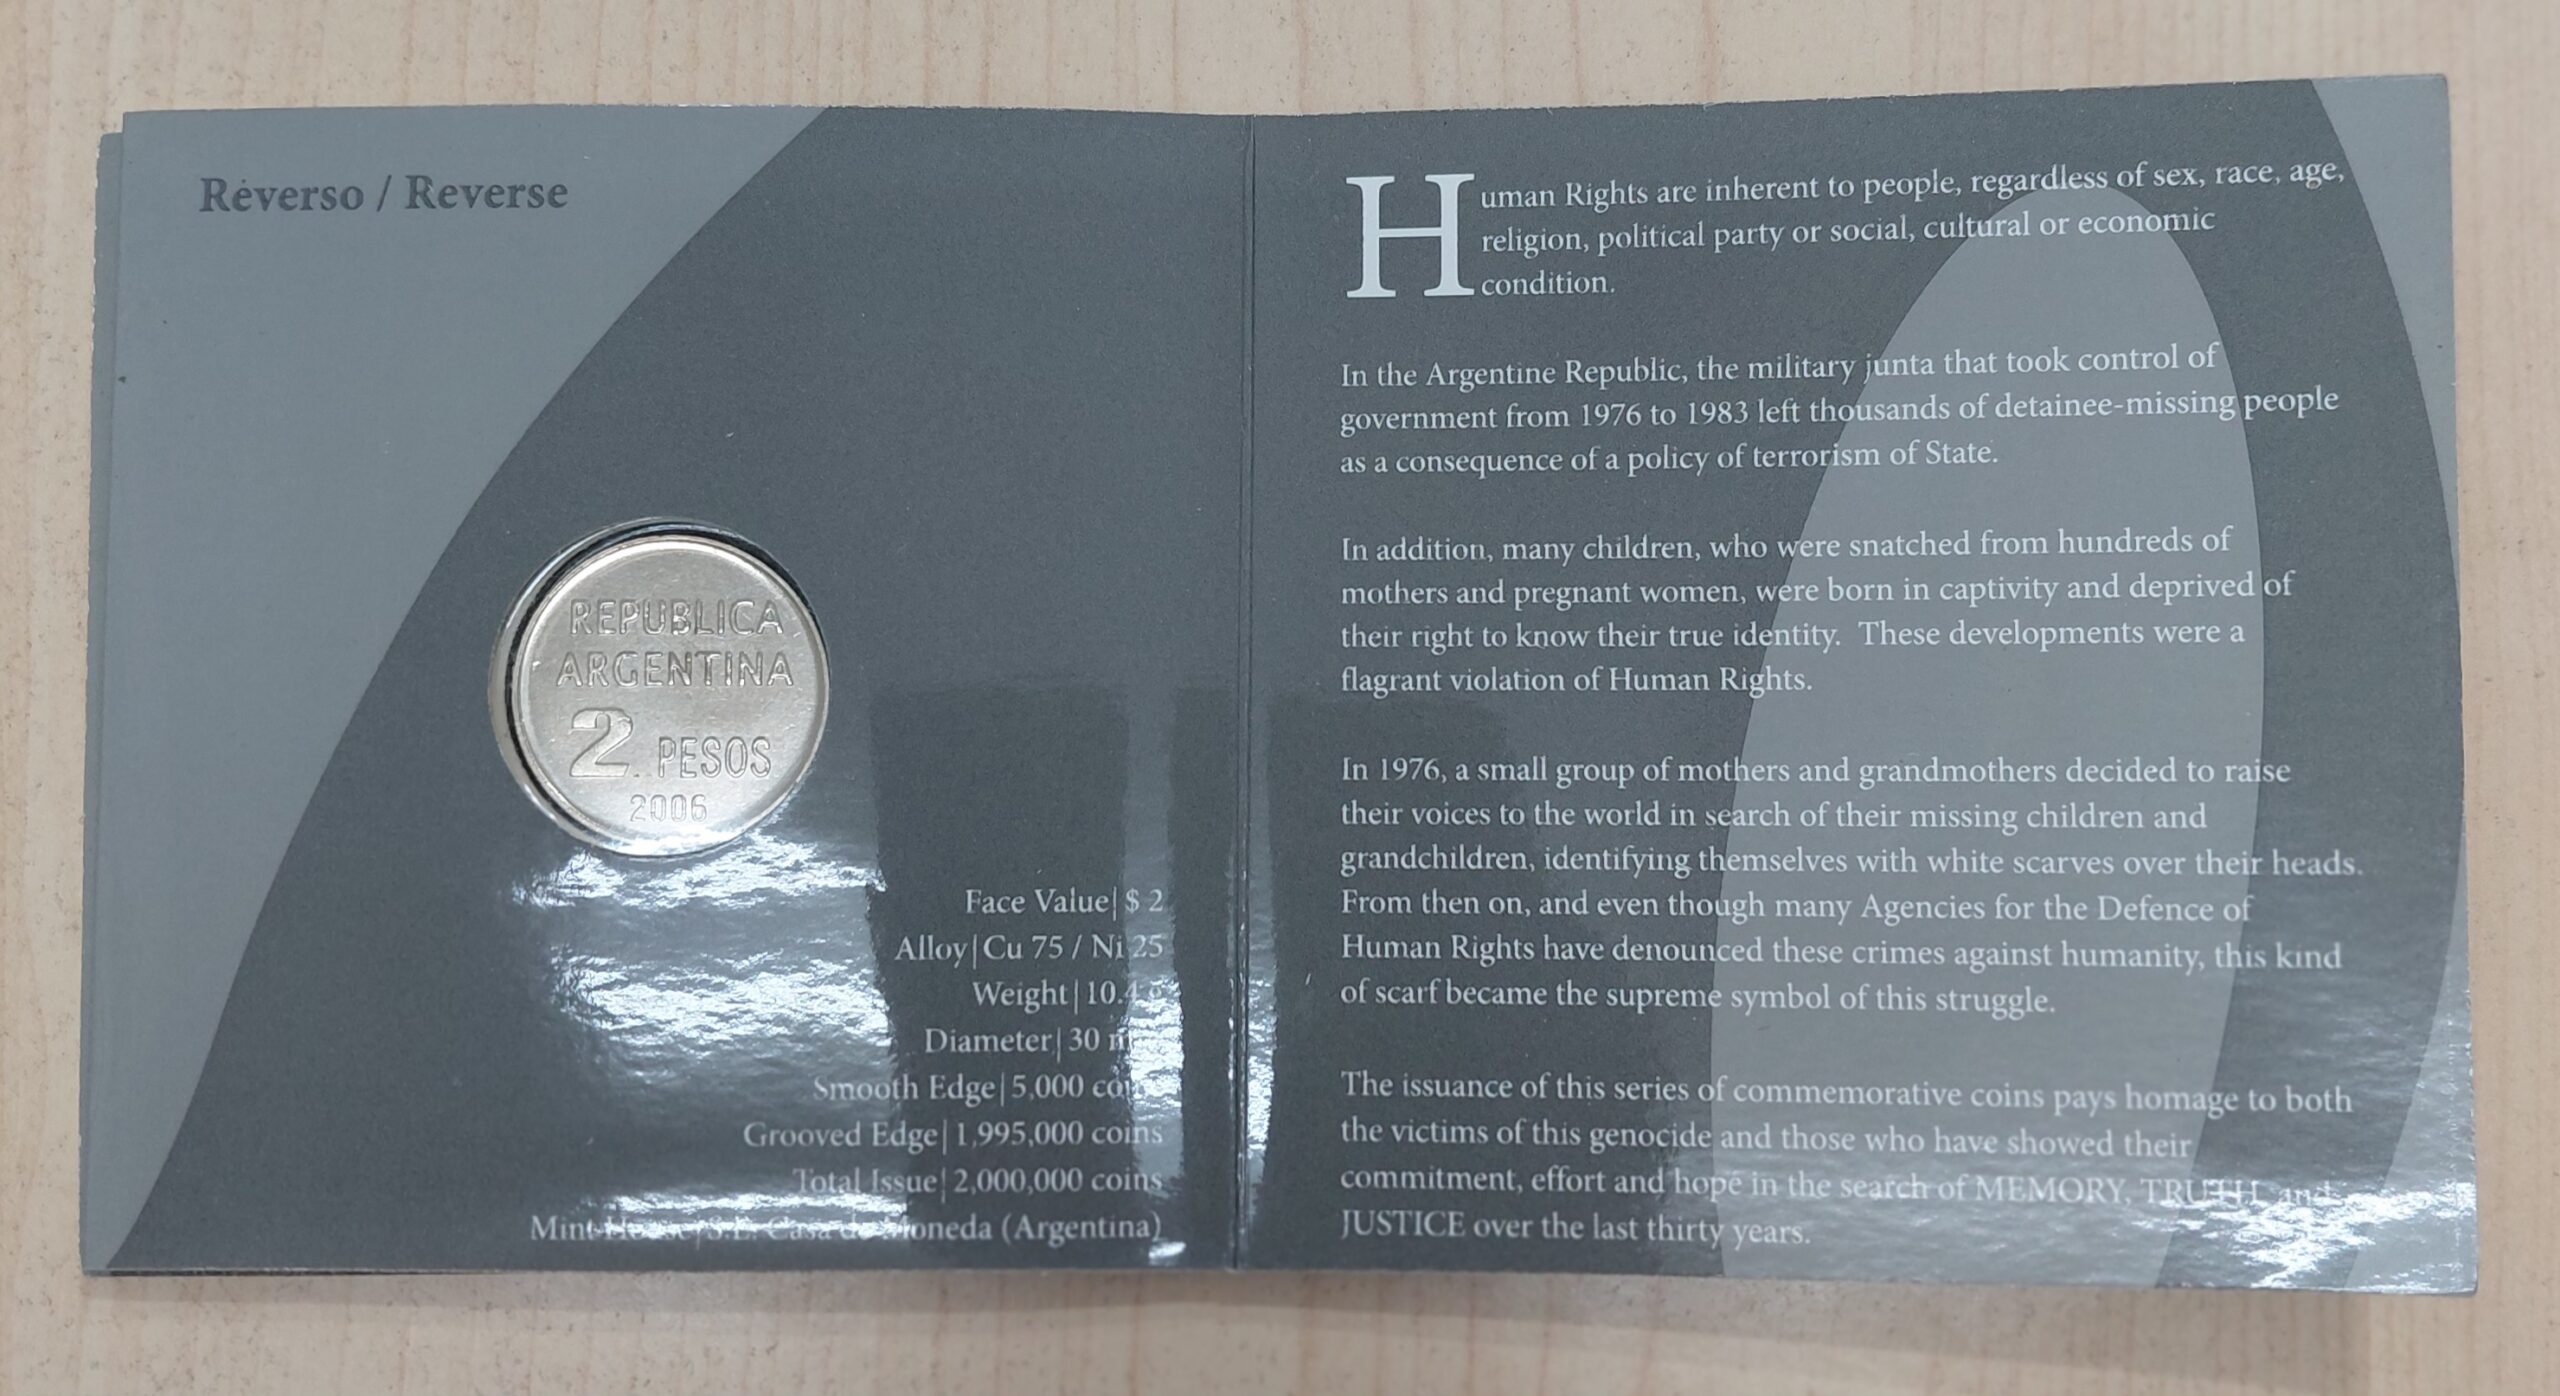 Reverso / Reverse
REPUBLICA
ARGENTINA
2 PESOS
2006
Face Value| $ 2
Alloy| Cu 75 / Ni 25
Weight| 10.4 g
Diameter| 30
Smooth Edge| 5,000 coins
Grooved Edge| 1,995,000 coins
Total Issue| 2,000,000 coins
Mint House| S.E. Casa de Moneda (Argentina)
Human Rights are inherent to people, regardless of sex, race, age,
religion, political party or social, cultural or economic
condition.
In the Argentine Republic, the military junta that took control of
government from 1976 to 1983 left thousands of detainee-missing people
as a consequence of a policy of terrorism of State.
In addition, many children, who were snatched from hundreds of
mothers and pregnant women, were born in captivity and deprived of
their right to know their true identity. These developments were a
flagrant violation of Human Rights.
In 1976, a small group of mothers and grandmothers decided to raise
their voices to the world in search of their missing children and
grandchildren, identifying themselves with white scarves over their heads.
From then on, and even though many Agencies for the Defence of
Human Rights have denounced these crimes against humanity, this kind
of scarf became the supreme symbol of this struggle.
The issuance of this series of commemorative coins pays homage to both
the victims of this genocide and those who have showed their
commitment, effort and hope in the search of MEMORY, TRUTH and
JUSTICE over the last thirty years.